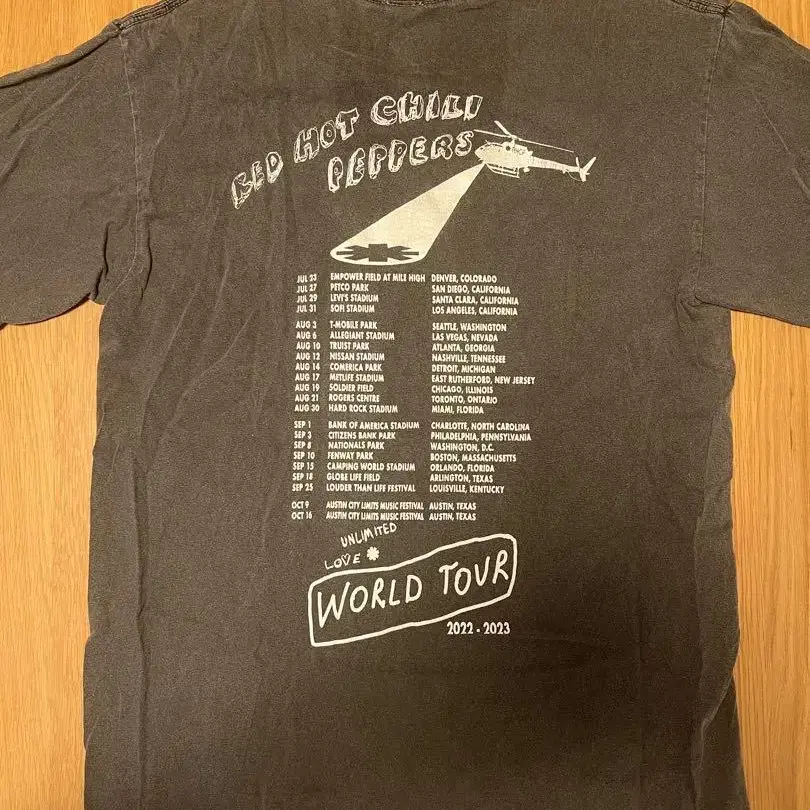 RED HOT CHILI
PEPPERS
JUL 23 EMPOWER FIELD AT MILE HIGH DENVER, COLORADO
JUL 27 PETCO PARK SAN DIEGO, CALIFORNIA
JUL 29 LEVI'S STADIUM SANTA CLARA, CALIFORNIA
JUL 31 SOFI STADIUM LOS ANGELES, CALIFORNIA
AUG 3 T-MOBILE PARK SEATTLE, WASHINGTON
AUG 6 ALLEGIANT STADIUM LAS VEGAS, NEVADA
AUG 10 TRUIST PARK ATLANTA, GEORGIA
AUG 12 NISSAN STADIUM NASHVILLE, TENNESSEE
AUG 14 COMERICA PARK DETROIT, MICHIGAN
AUG 17 METLIFE STADIUM EAST RUTHERFORD, NEW JERSEY
AUG 19 SOLDIER FIELD CHICAGO, ILLINOIS
AUG 21 ROGERS CENTRE TORONTO, ONTARIO
AUG 30 HARD ROCK STADIUM MIAMI, FLORIDA
SEP 1 BANK OF AMERICA STADIUM CHARLOTTE, NORTH CAROLINA
SEP 3 CITIZENS BANK PARK PHILADELPHIA, PENNSYLVANIA
SEP 8 NATIONALS PARK WASHINGTON, D.C.
SEP 10 FENWAY PARK BOSTON, MASSACHUSETTS
SEP 15 CAMPING WORLD STADIUM ORLANDO, FLORIDA
SEP 18 GLOBE LIFE FIELD ARLINGTON, TEXAS
SEP 25 LOUDER THAN LIFE FESTIVAL LOUISVILLE, KENTUCKY
OCT 9 AUSTIN CITY LIMITS MUSIC FESTIVAL AUSTIN, TEXAS
OCT 16 AUSTIN CITY LIMITS MUSIC FESTIVAL AUSTIN, TEXAS
UNLIMITED
LOVE
WORLD TOUR
2022 - 2023